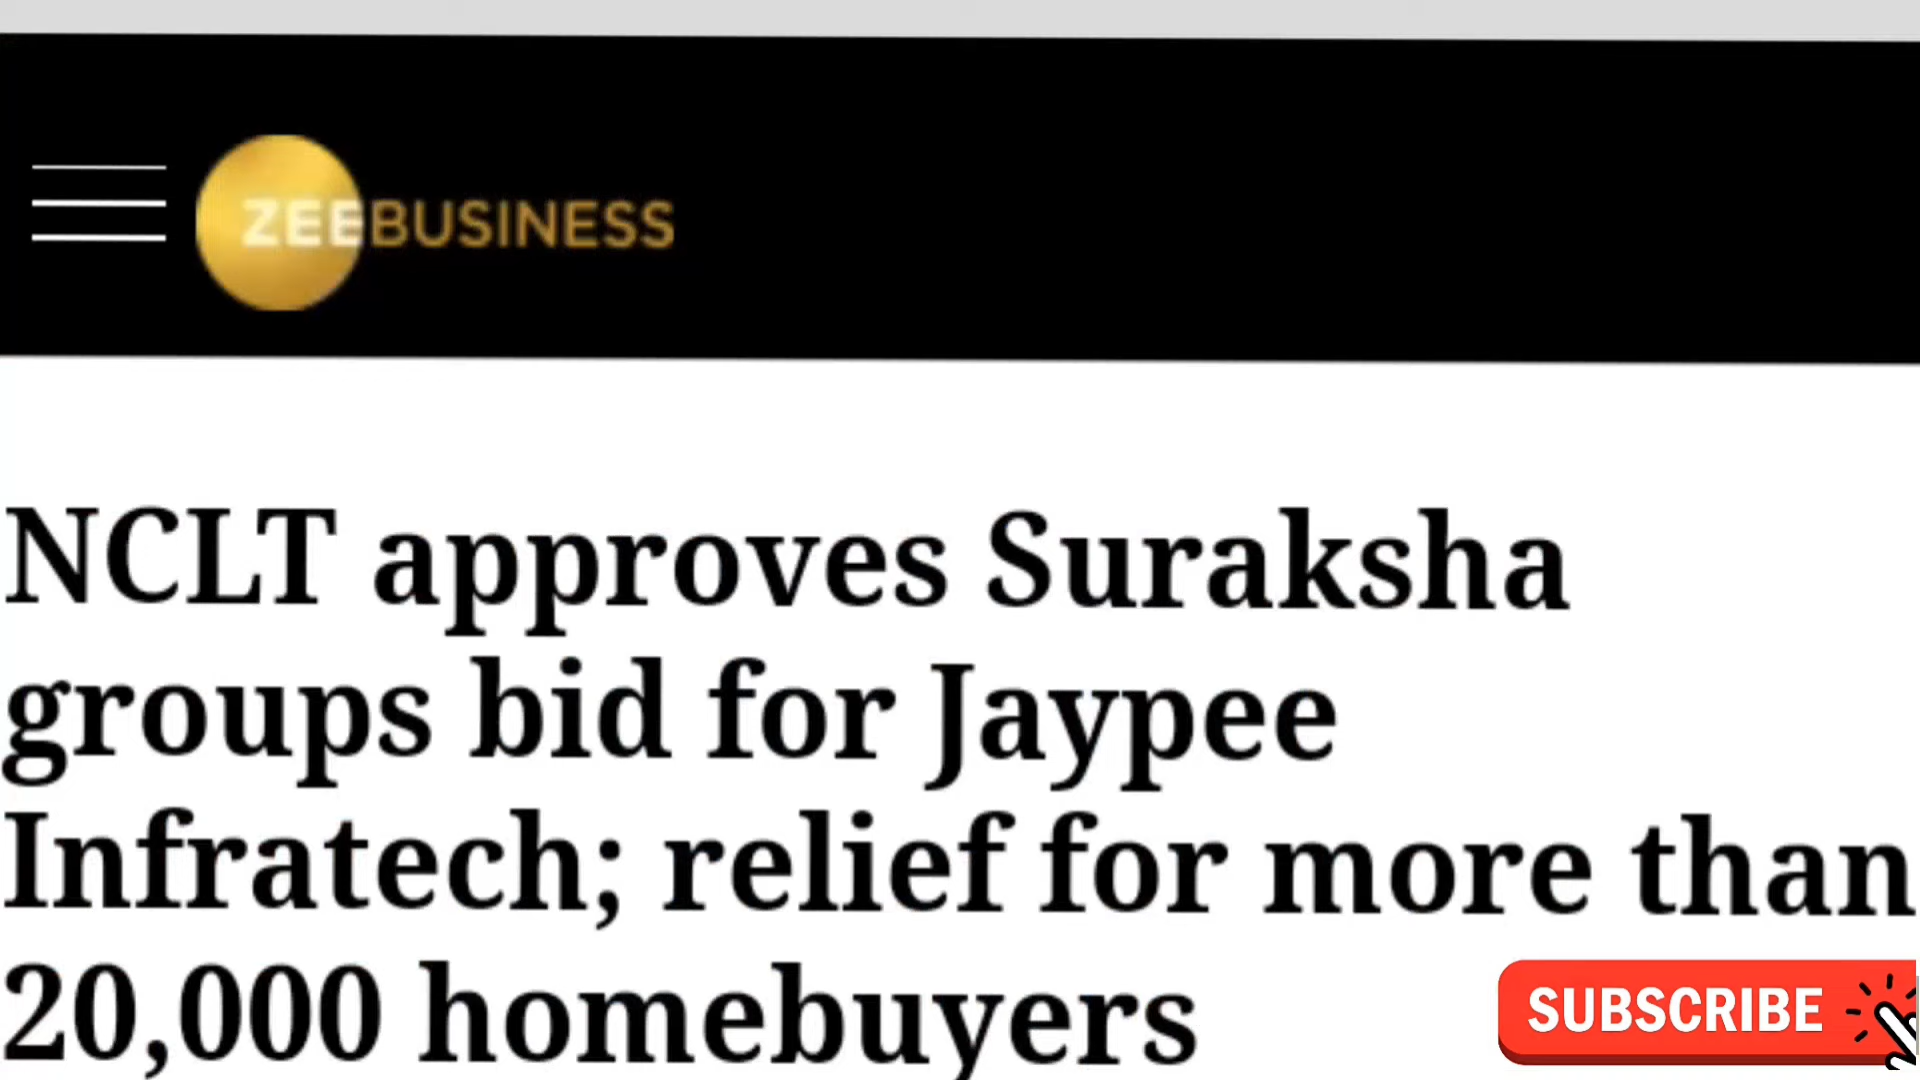 ZEEBUSINESS
NCLT approves Suraksha
groups bid for Jaypee
Infratech; relief for more than
20,000 homebuyers
SUBSCRIBE